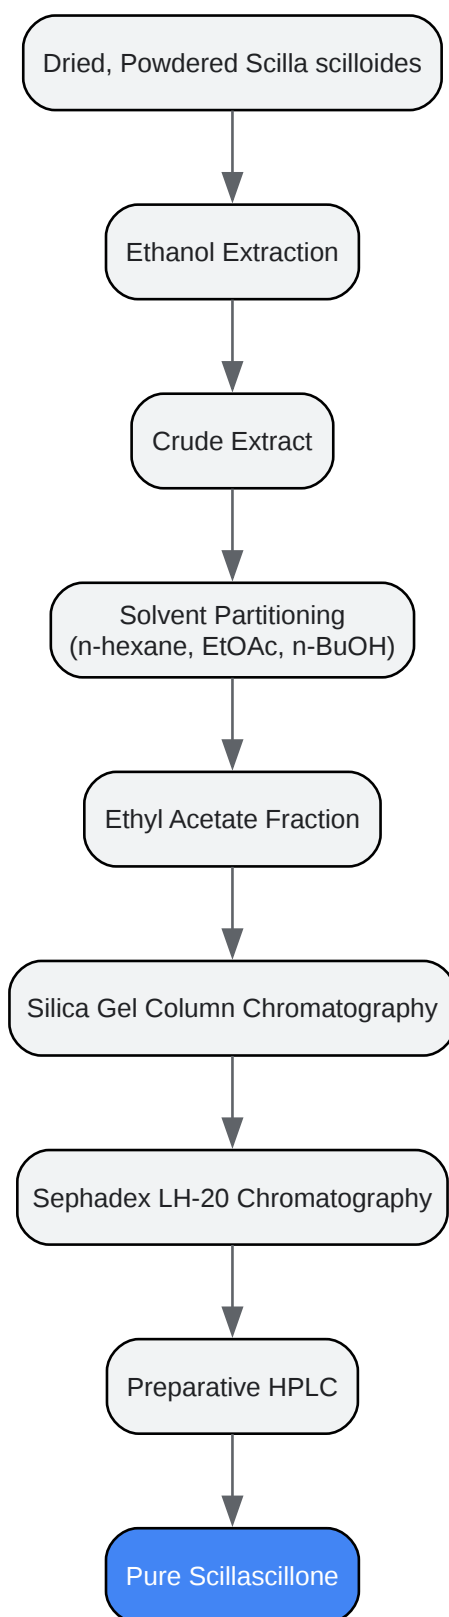 Dried, Powdered Scilla scilloides
Ethanol Extraction
Crude Extract
Solvent Partitioning
(n-hexane, EtOAc, n-BuOH)
Ethyl Acetate Fraction
Silica Gel Column Chromatography
Sephadex LH-20 Chromatography
Preparative HPLC
Pure Scillascillone